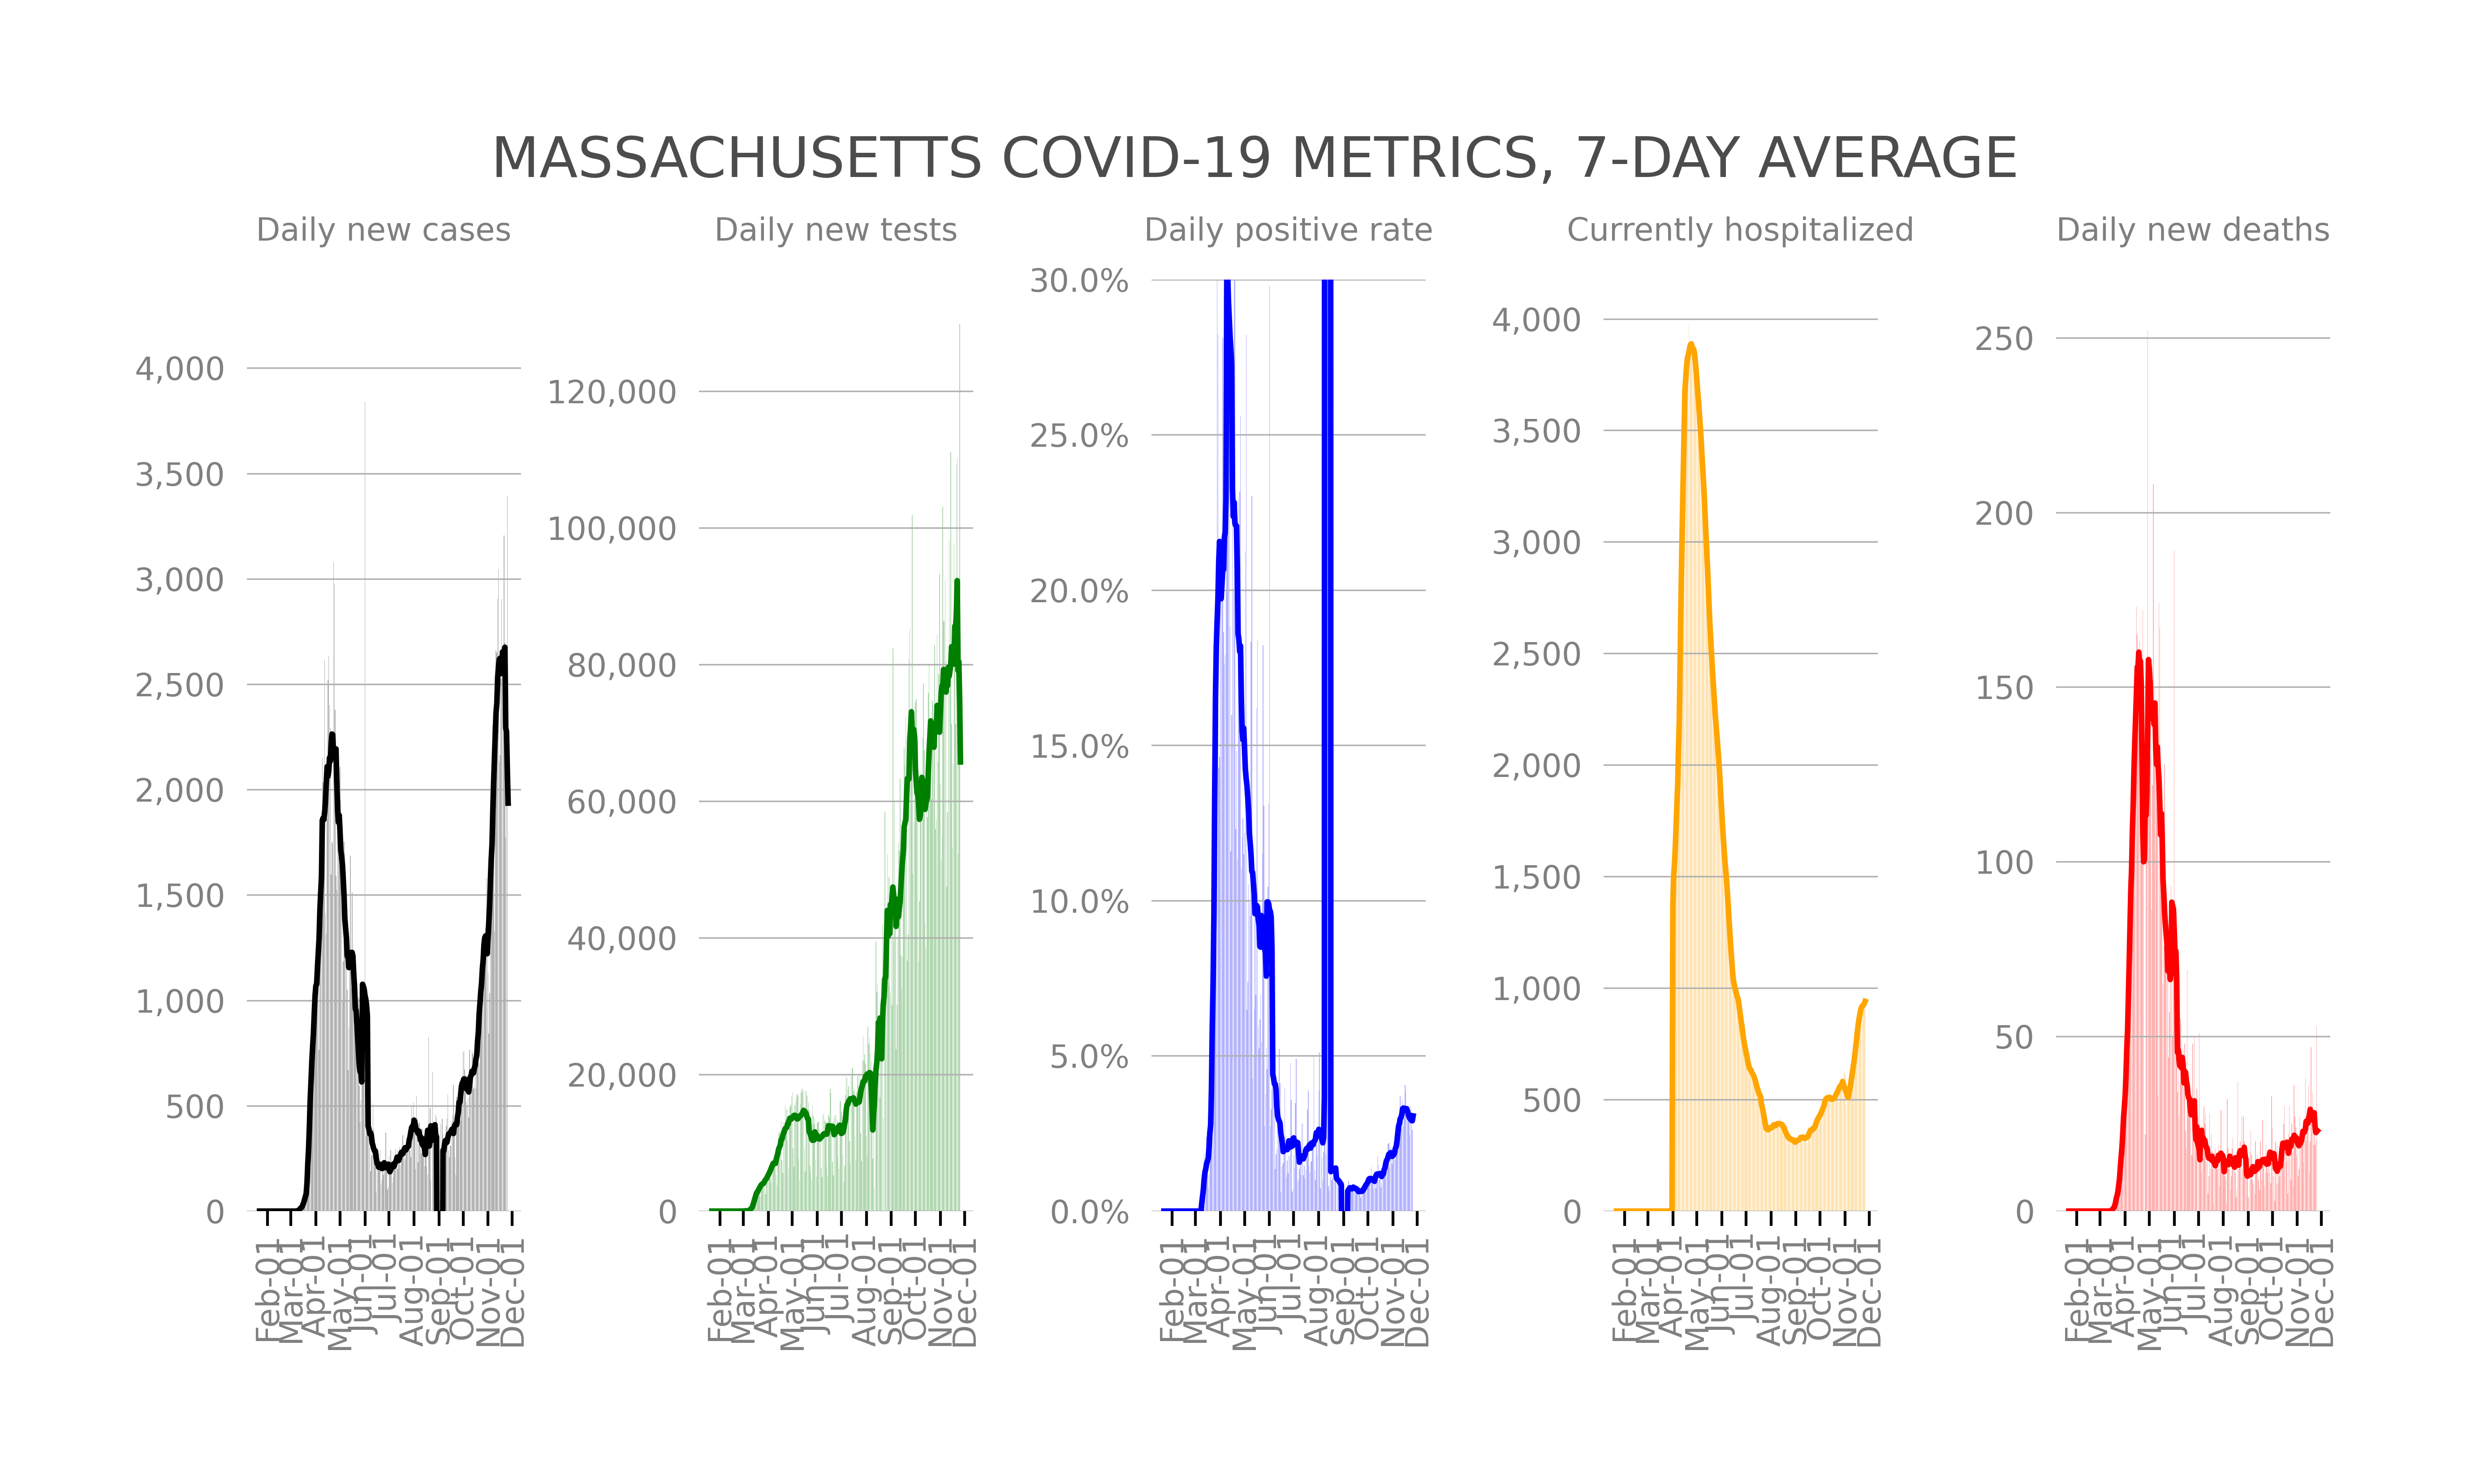 MASSACHUSETTS COVID-19 METRICS, 7-DAY AVERAGE
Daily new cases
4,000
3,500
3,000
2,500
2,000
1,500
1,000
500
0
Feb-01
Mar-01
Apr-01
May-01
Jun-01
Jul-01
Aug-01
Sep-01
Oct-01
Nov-01
Dec-01
Daily new tests
120,000
100,000
80,000
60,000
40,000
20,000
0
Feb-01
Mar-01
Apr-01
May-01
Jun-01
Jul-01
Aug-01
Sep-01
Oct-01
Nov-01
Dec-01
Daily positive rate
30.0%
25.0%
20.0%
15.0%
10.0%
5.0%
0.0%
Feb-01
Mar-01
Apr-01
May-01
Jun-01
Jul-01
Aug-01
Sep-01
Oct-01
Nov-01
Dec-01
Currently hospitalized
4,000
3,500
3,000
2,500
2,000
1,500
1,000
500
0
Feb-01
Mar-01
Apr-01
May-01
Jun-01
Jul-01
Aug-01
Sep-01
Oct-01
Nov-01
Dec-01
Daily new deaths
250
200
150
100
50
0
Feb-01
Mar-01
Apr-01
May-01
Jun-01
Jul-01
Aug-01
Sep-01
Oct-01
Nov-01
Dec-01